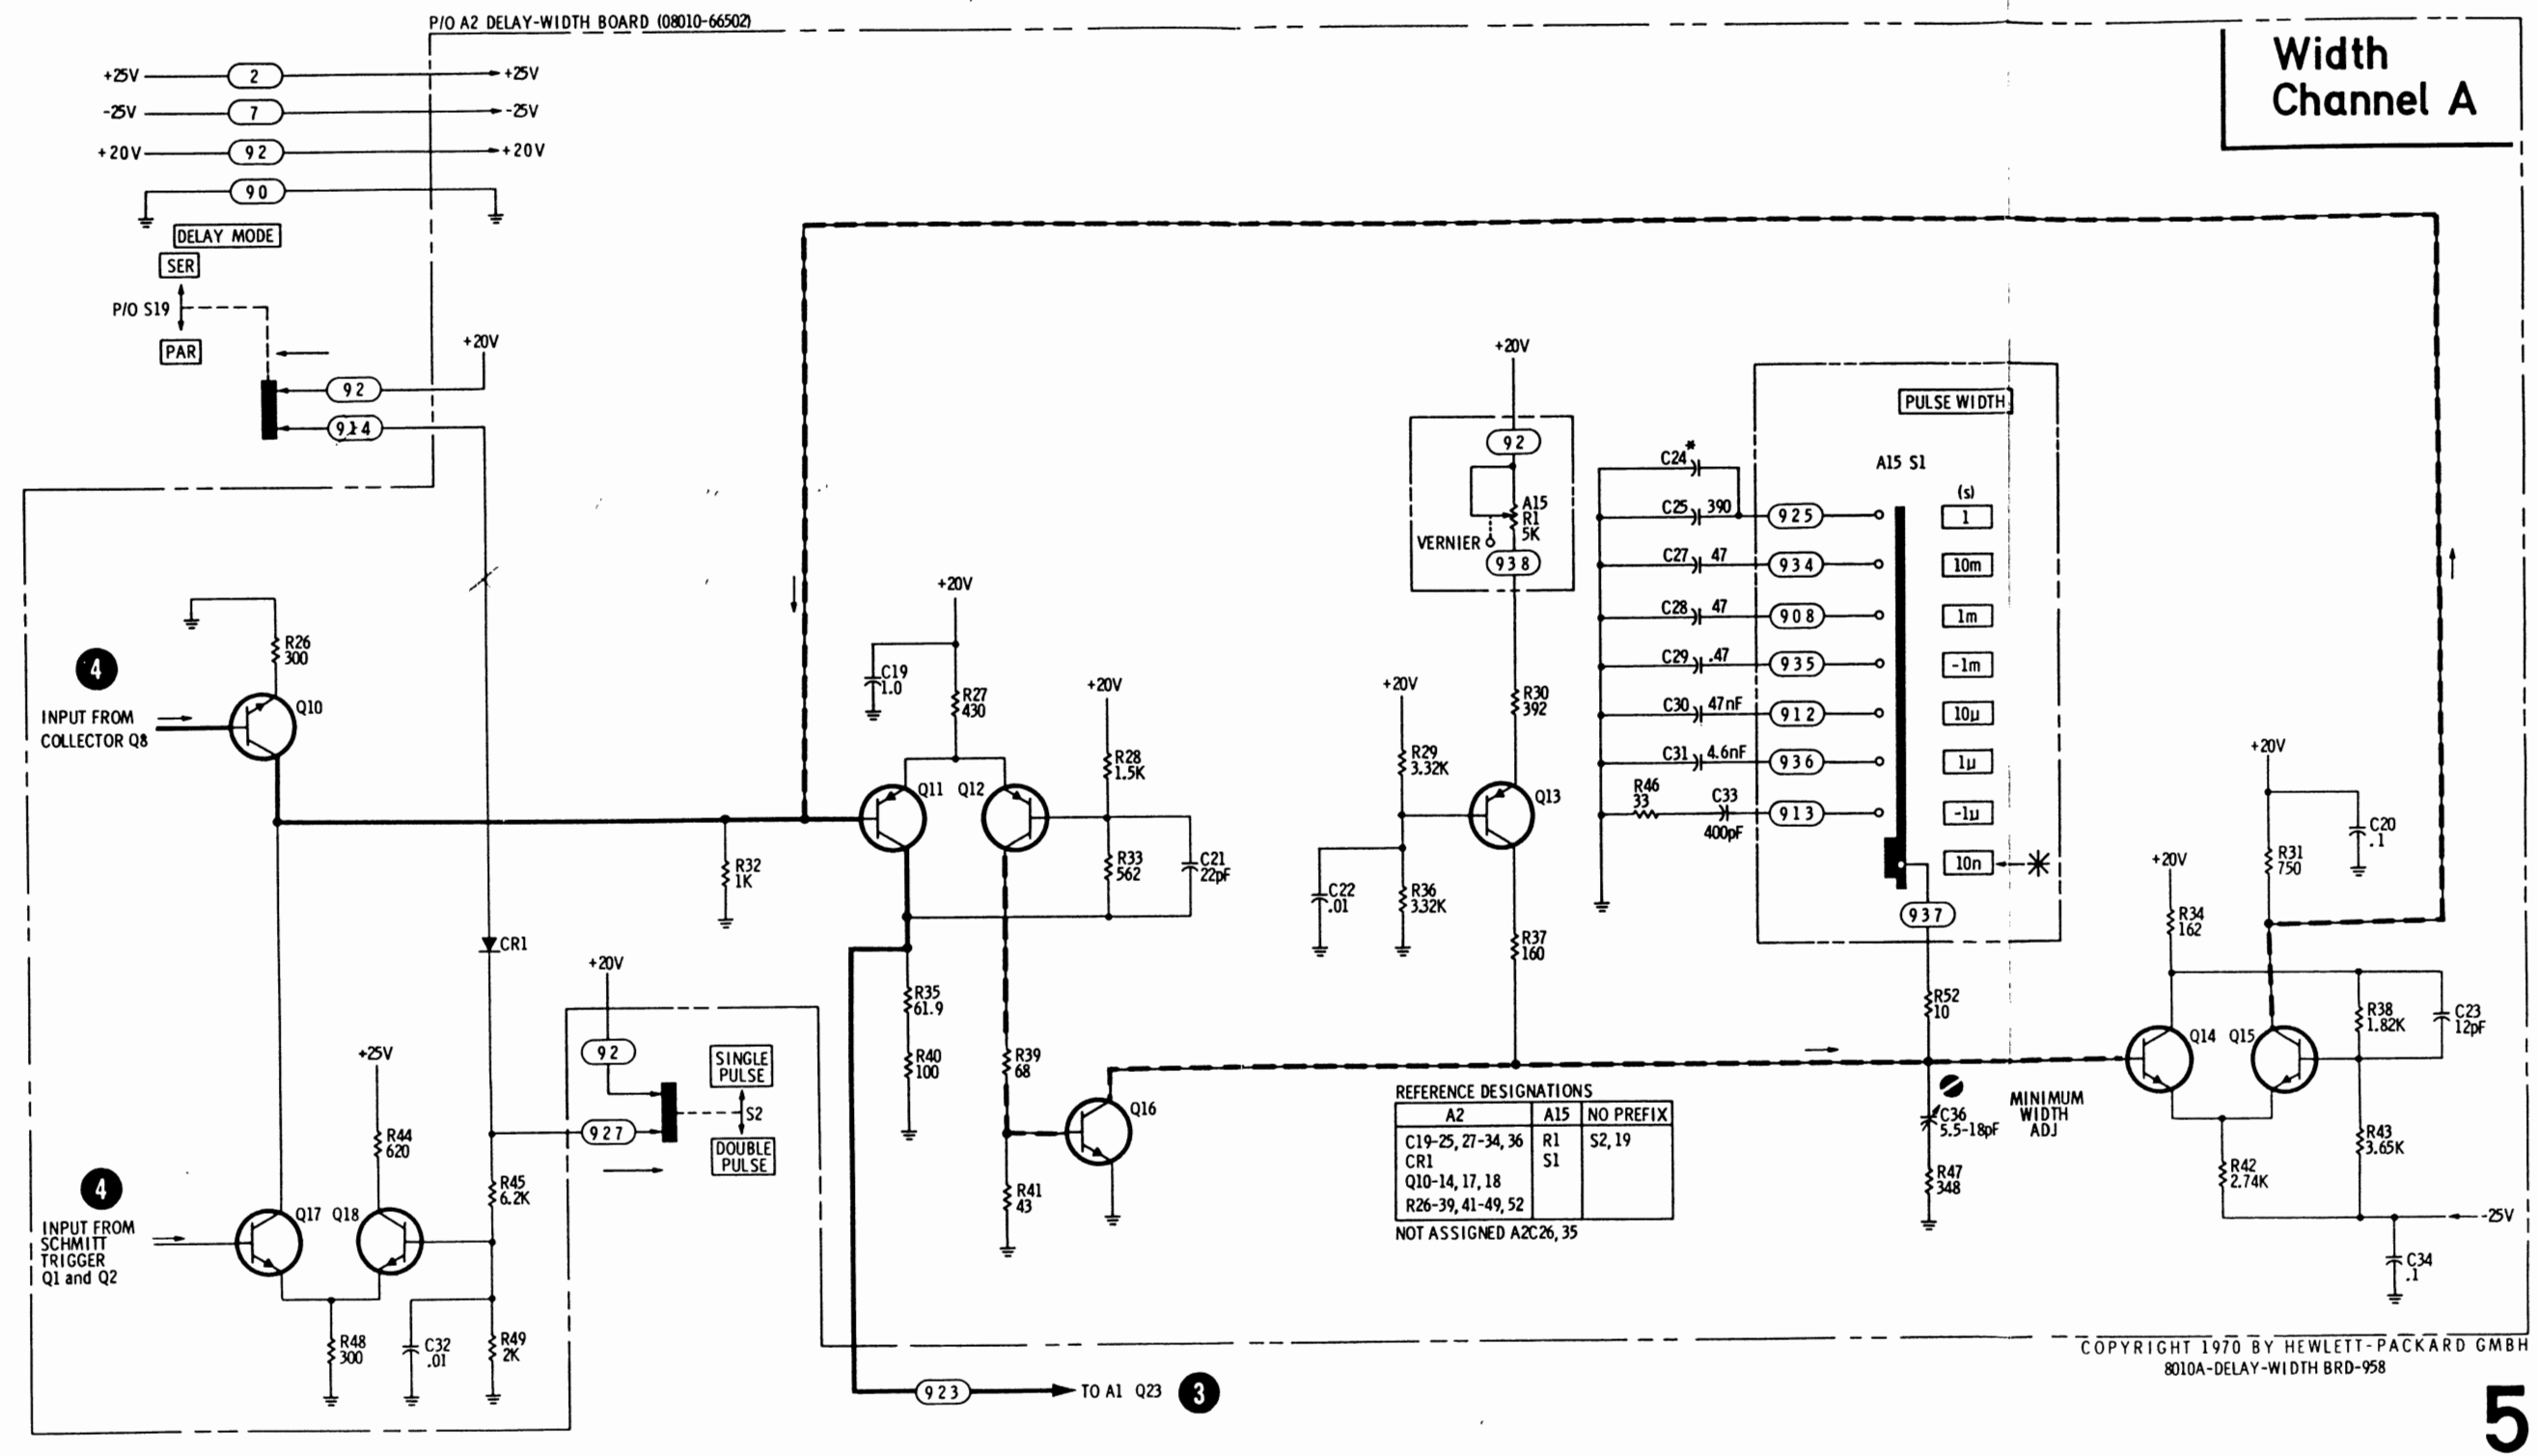 P/O A2 DELAY-WIDTH BOARD (08010-66502)
Width
Channel A
+25V
2
+25V
-25V
7
-25V
+20V
92
+20V
90
DELAY MODE
SER
P/O S19
PAR
+20V
92
914
R26
300
4
INPUT FROM
COLLECTOR Q8
Q10
+20V
C19
1.0
R27
430
+20V
R28
1.5K
Q11
Q12
R32
1K
R33
562
C21
22pF
CR1
R35
61.9
R40
100
R39
68
Q16
R41
43
+20V
92
927
SINGLE
PULSE
S2
DOUBLE
PULSE
+25V
R44
620
R45
6.2K
4
INPUT FROM
SCHMITT
TRIGGER
Q1 and Q2
Q17
Q18
R48
300
C32
.01
R49
2K
923
TO A1 Q23
3
+20V
92
A15
R1
5K
VERNIER
938
+20V
R30
392
R29
3.32K
Q13
C22
.01
R36
3.32K
R37
160
PULSE WIDTH
A15 S1
(s)
C24*
C25
390
925
1
C27
47
934
10m
C28
47
908
1m
C29
.47
935
-1m
C30
47nF
912
10μ
C31
4.6nF
936
1μ
R46
33
C33
400pF
913
-1μ
10n
937
R52
10
C36
5.5-18pF
MINIMUM
WIDTH
ADJ
R47
348
+20V
R31
750
C20
.1
+20V
R34
162
Q14
Q15
R38
1.82K
C23
12pF
R42
2.74K
R43
3.65K
-25V
C34
.1
REFERENCE DESIGNATIONS
A2
A15
NO PREFIX
C19-25, 27-34, 36
R1
S2, 19
CR1
S1
Q10-14, 17, 18
R26-39, 41-49, 52
NOT ASSIGNED A2C26, 35
COPYRIGHT 1970 BY HEWLETT-PACKARD GMBH
8010A-DELAY-WIDTH BRD-958
5